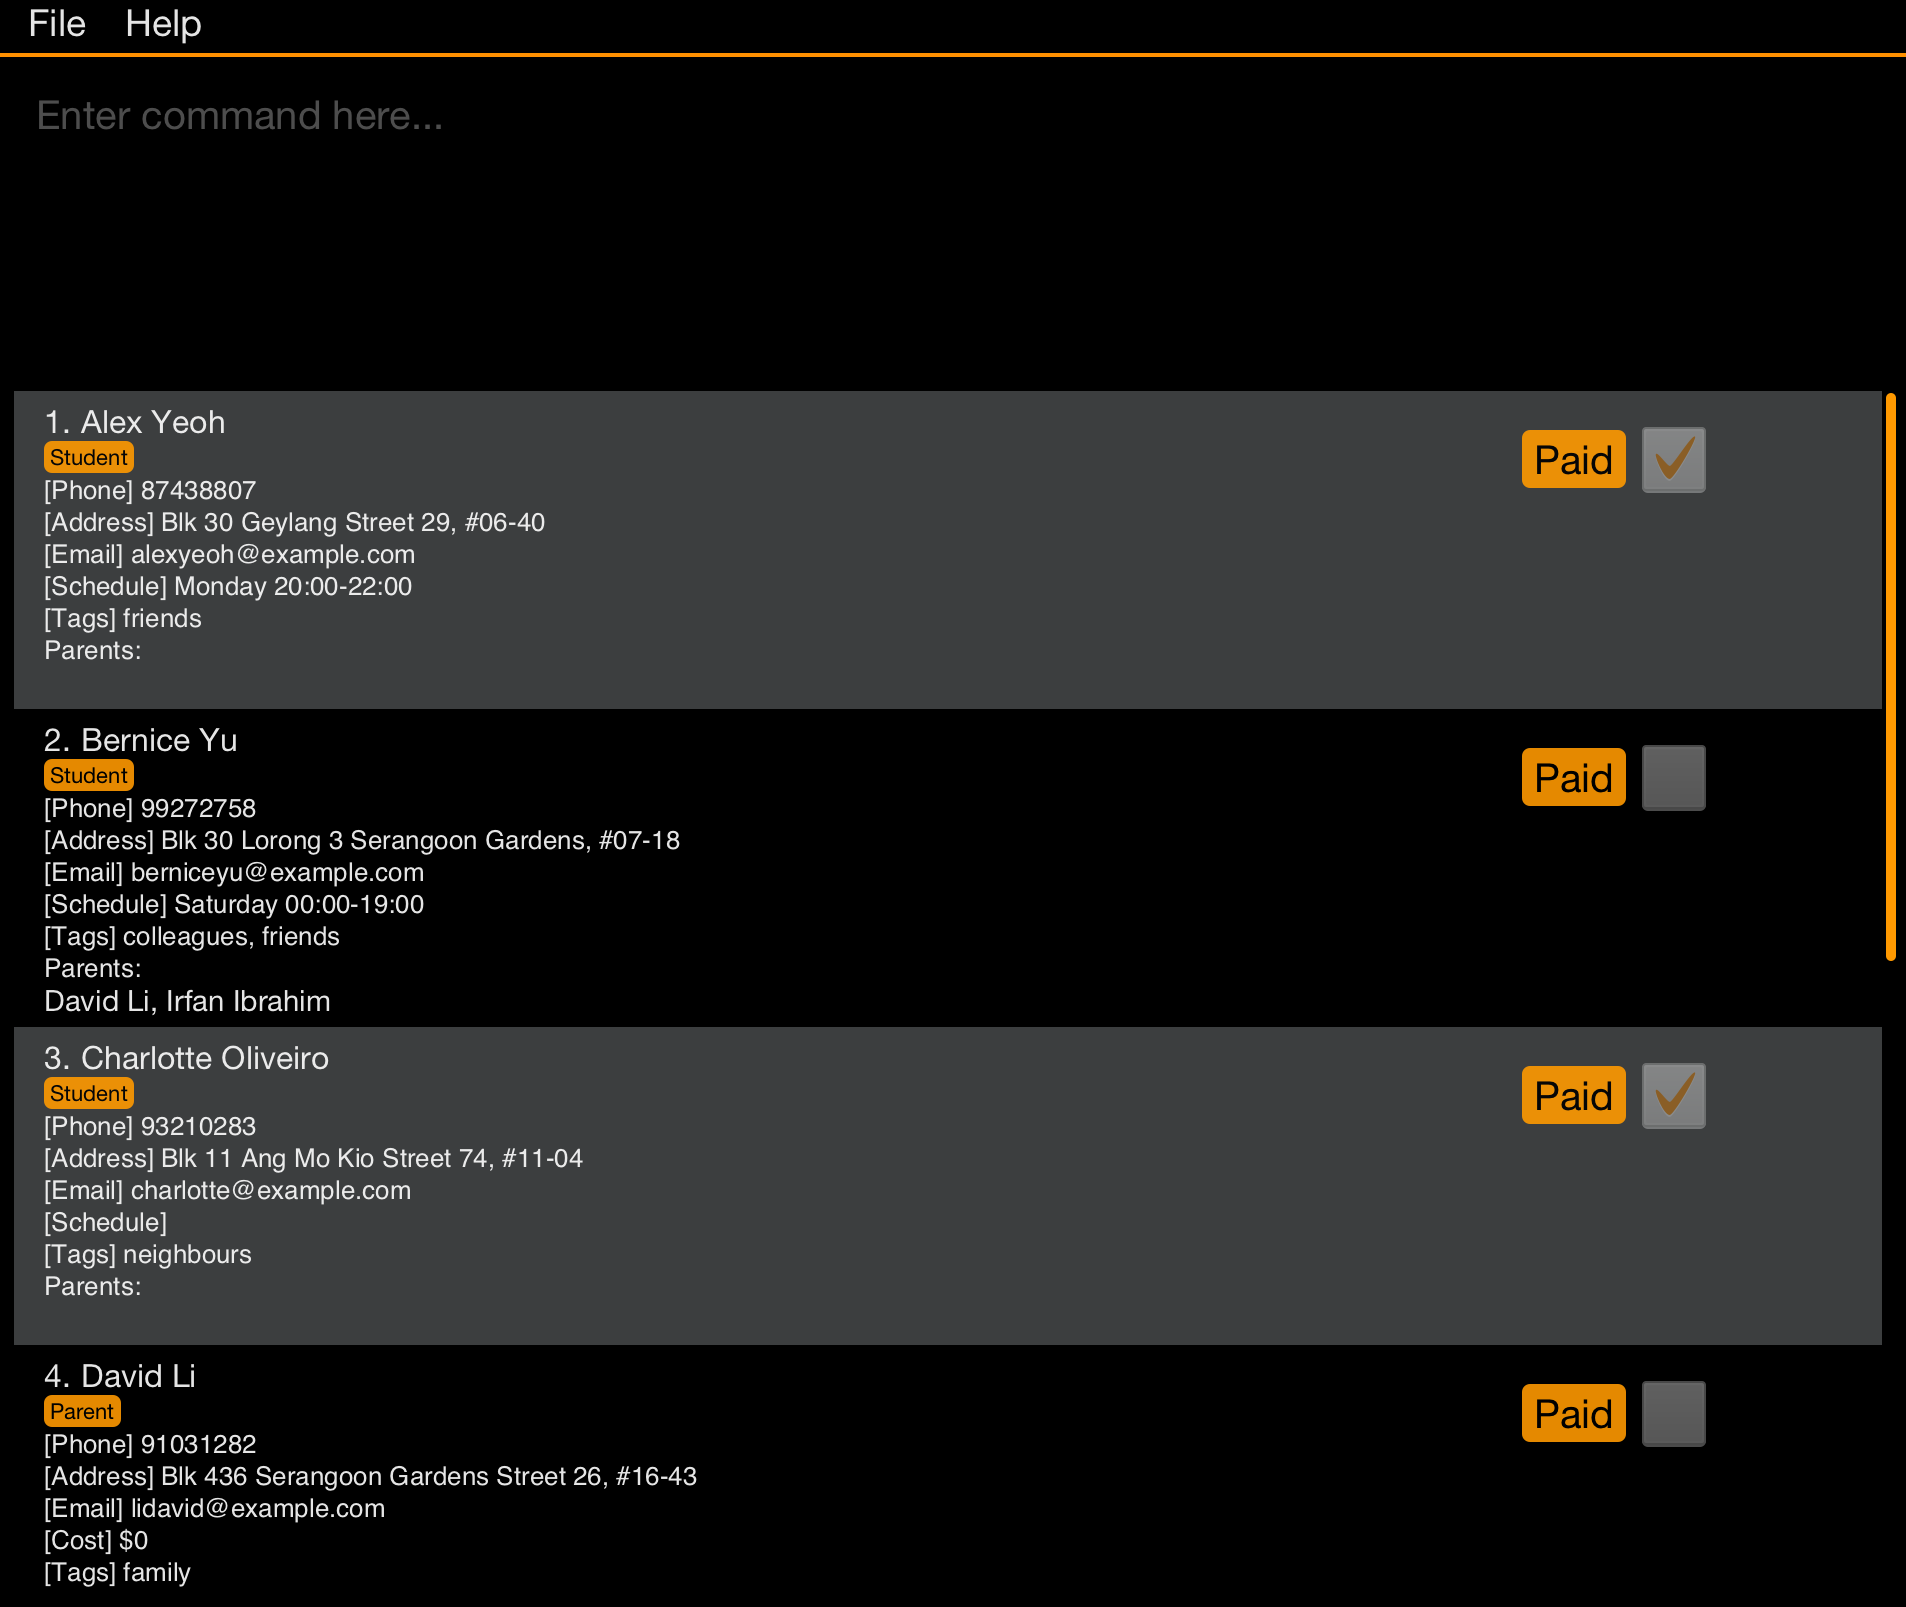 File Help
Enter command here...
1. Alex Yeoh
Student
Paid
[Phone] 87438807
[Address] Blk 30 Geylang Street 29, #06-40
[Email] alexyeoh@example.com
[Schedule] Monday 20:00-22:00
[Tags] friends
Parents:
2. Bernice Yu
Student
Paid
[Phone] 99272758
[Address] Blk 30 Lorong 3 Serangoon Gardens, #07-18
[Email] berniceyu@example.com
[Schedule] Saturday 00:00-19:00
[Tags] colleagues, friends
Parents:
David Li, Irfan Ibrahim
3. Charlotte Oliveiro
Student
Paid
[Phone] 93210283
[Address] Blk 11 Ang Mo Kio Street 74, #11-04
[Email] charlotte@example.com
[Schedule]
[Tags] neighbours
Parents:
4. David Li
Parent
Paid
[Phone] 91031282
[Address] Blk 436 Serangoon Gardens Street 26, #16-43
[Email] lidavid@example.com
[Cost] $0
[Tags] family